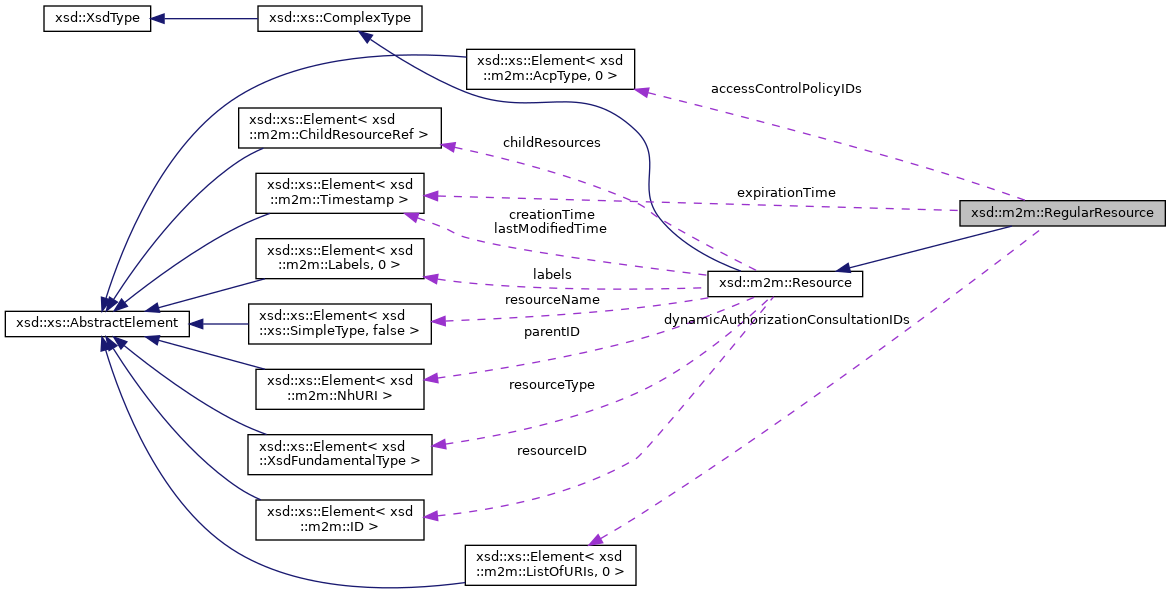 xsd::XsdType
xsd::xs::ComplexType
xsd::xs::Element< xsd
::m2m::AcpType, 0 >
accessControlPolicyIDs
xsd::xs::Element< xsd
::m2m::ChildResourceRef >
childResources
xsd::xs::Element< xsd
::m2m::Timestamp >
expirationTime
xsd::m2m::RegularResource
creationTime
lastModifiedTime
xsd::xs::Element< xsd
::m2m::Labels, 0 >
labels
xsd::m2m::Resource
xsd::xs::AbstractElement
xsd::xs::Element< xsd
::xs::SimpleType, false >
resourceName
dynamicAuthorizationConsultationIDs
parentID
xsd::xs::Element< xsd
::m2m::NhURI >
resourceType
xsd::xs::Element< xsd
::XsdFundamentalType >
resourceID
xsd::xs::Element< xsd
::m2m::ID >
xsd::xs::Element< xsd
::m2m::ListOfURIs, 0 >